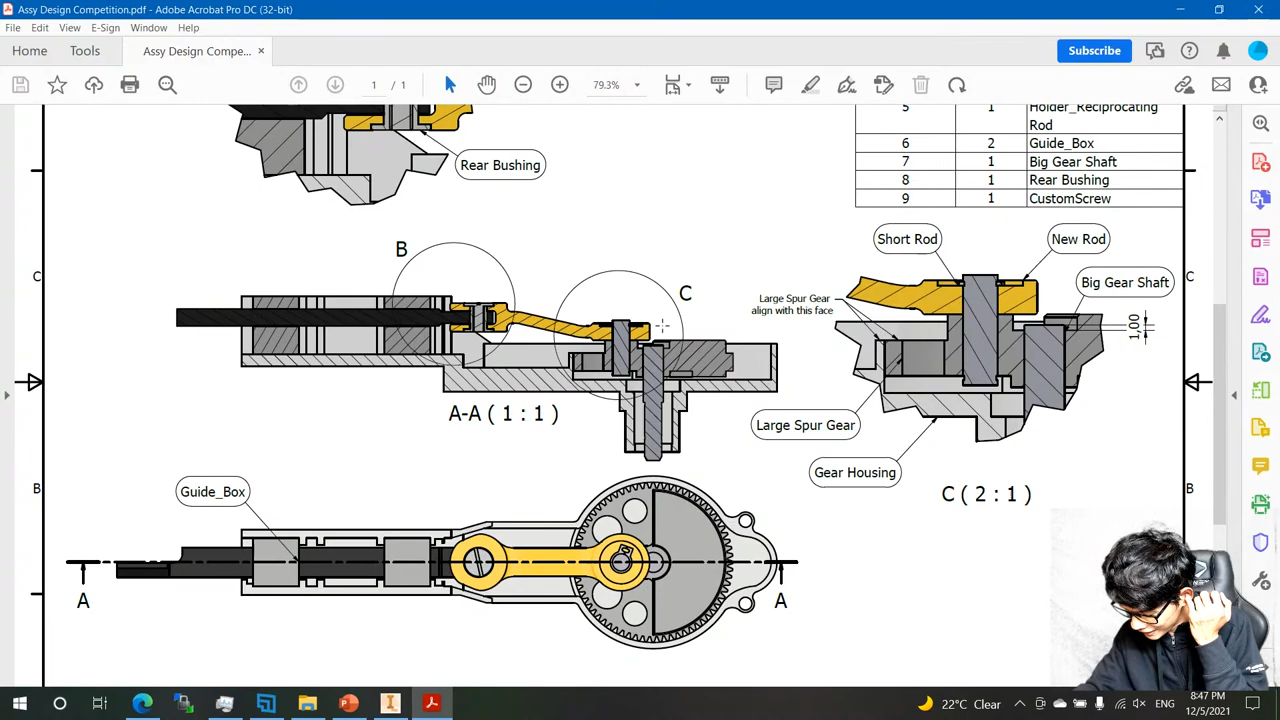 Assy Design Competition.pdf - Adobe Acrobat Pro DC (32-bit)
File Edit View E-Sign Window Help
Home Tools Assy Design Compe... × Subscribe
1 / 1 79.3%
5 1 Holder_Reciprocating
Rod
6 2 Guide_Box
7 1 Big Gear Shaft
8 1 Rear Bushing
9 1 CustomScrew
Rear Bushing
B
C
Short Rod
New Rod
Big Gear Shaft
Large Spur Gear
align with this face
1,00
C
C
A-A ( 1 : 1 )
Large Spur Gear
Gear Housing
C ( 2 : 1 )
B
B
Guide_Box
A
A
22°C Clear
8:47 PM
12/5/2021